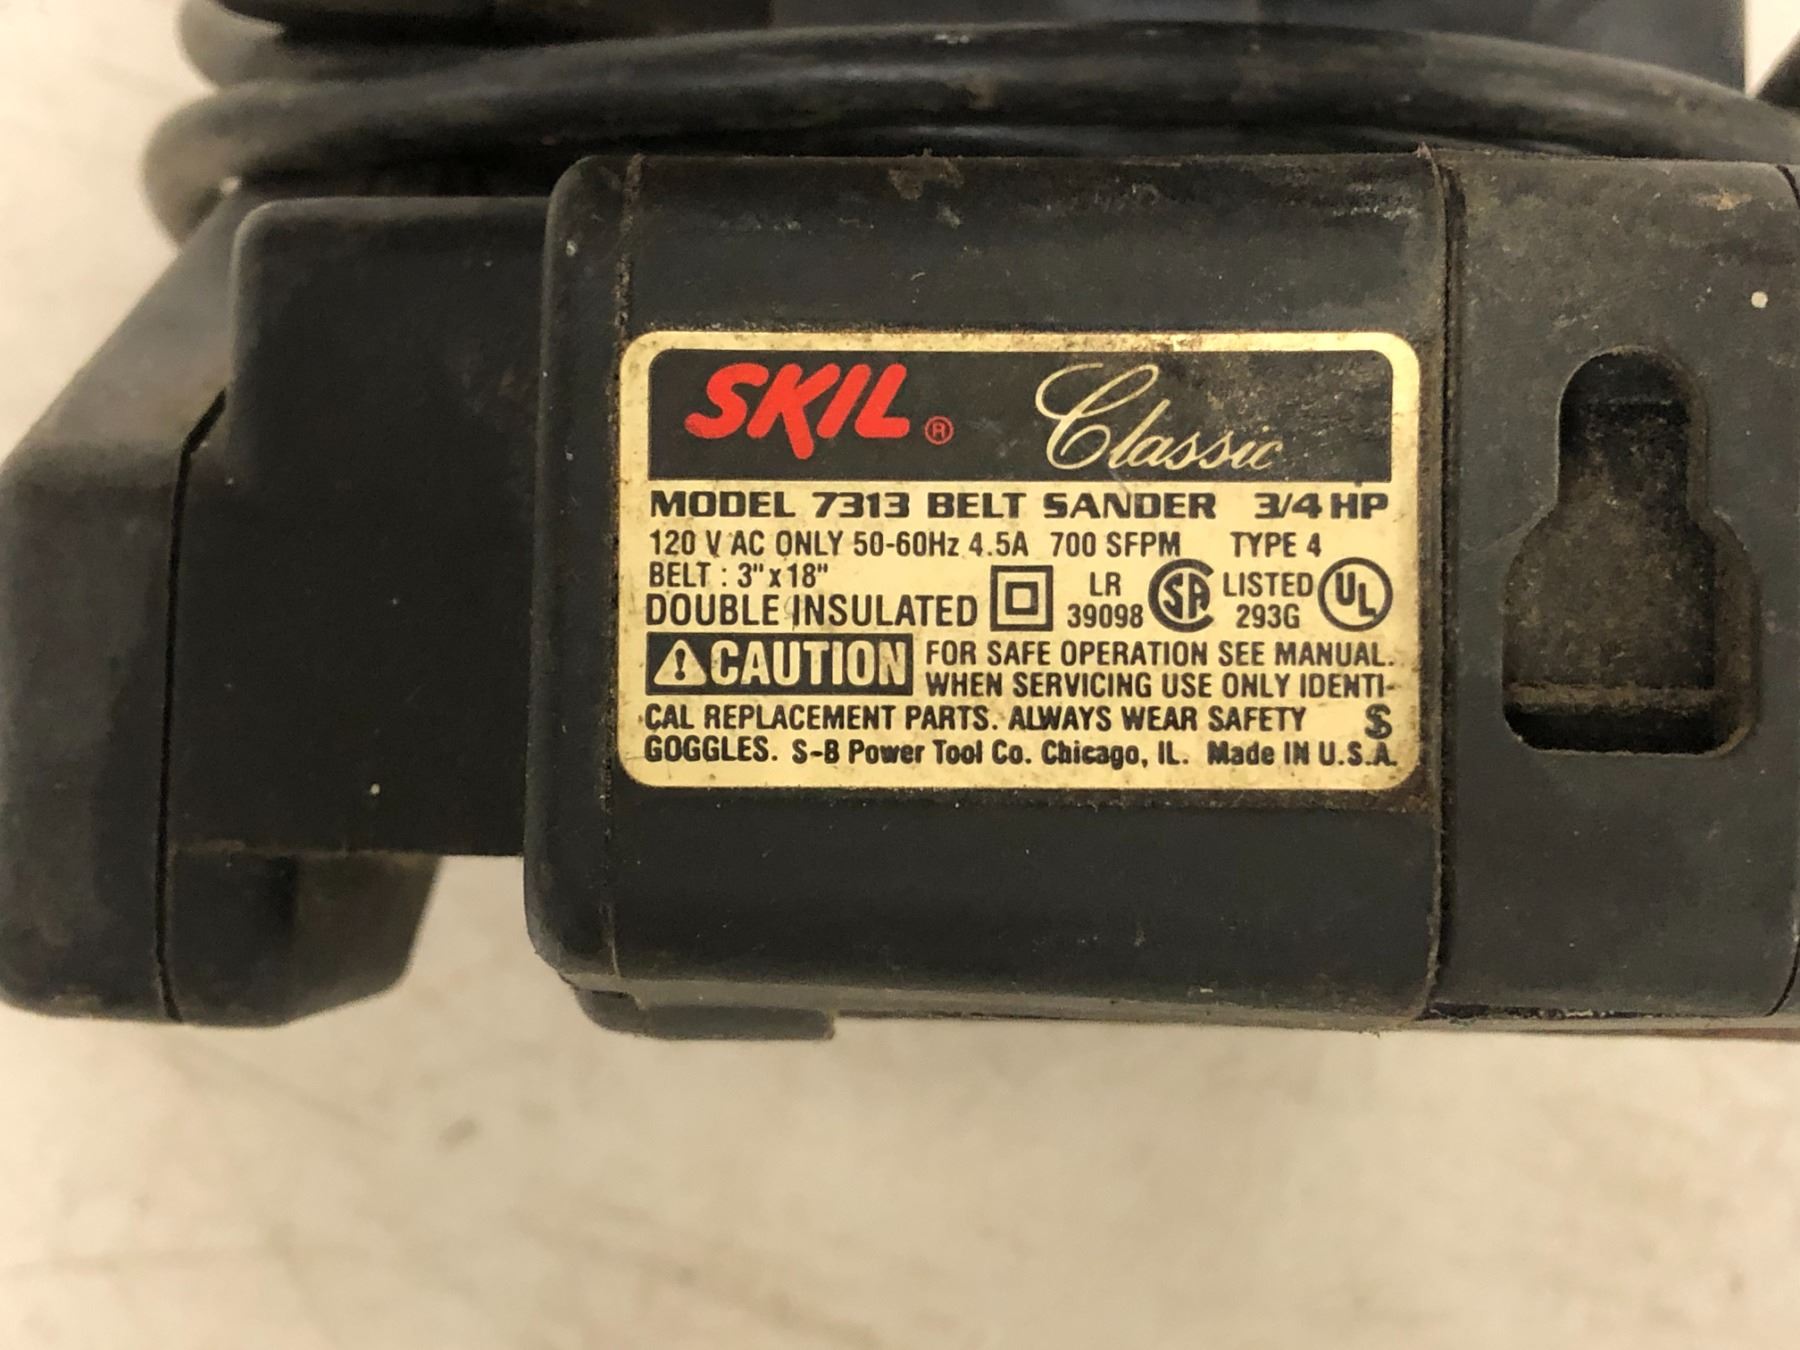 SKIL® Classic
MODEL 7313 BELT SANDER 3/4 HP
120 V AC ONLY 50-60Hz 4.5A 700 SFPM TYPE 4
BELT : 3"x18"
DOUBLE INSULATED LR 39098 SA LISTED 293G UL
⚠CAUTION FOR SAFE OPERATION SEE MANUAL.
WHEN SERVICING USE ONLY IDENTI-
CAL REPLACEMENT PARTS. ALWAYS WEAR SAFETY S
GOGGLES. S-B Power Tool Co. Chicago, IL. Made IN U.S.A.